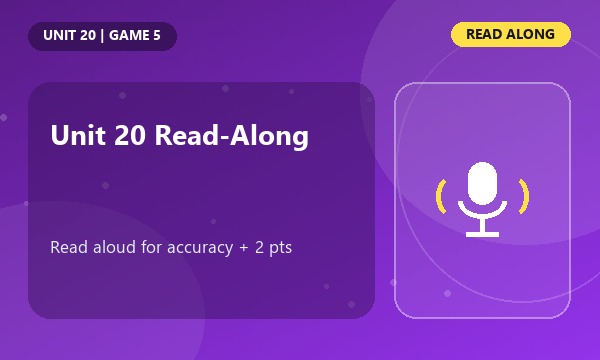 UNIT 20 | GAME 5
READ ALONG
Unit 20 Read-Along
Read aloud for accuracy + 2 pts